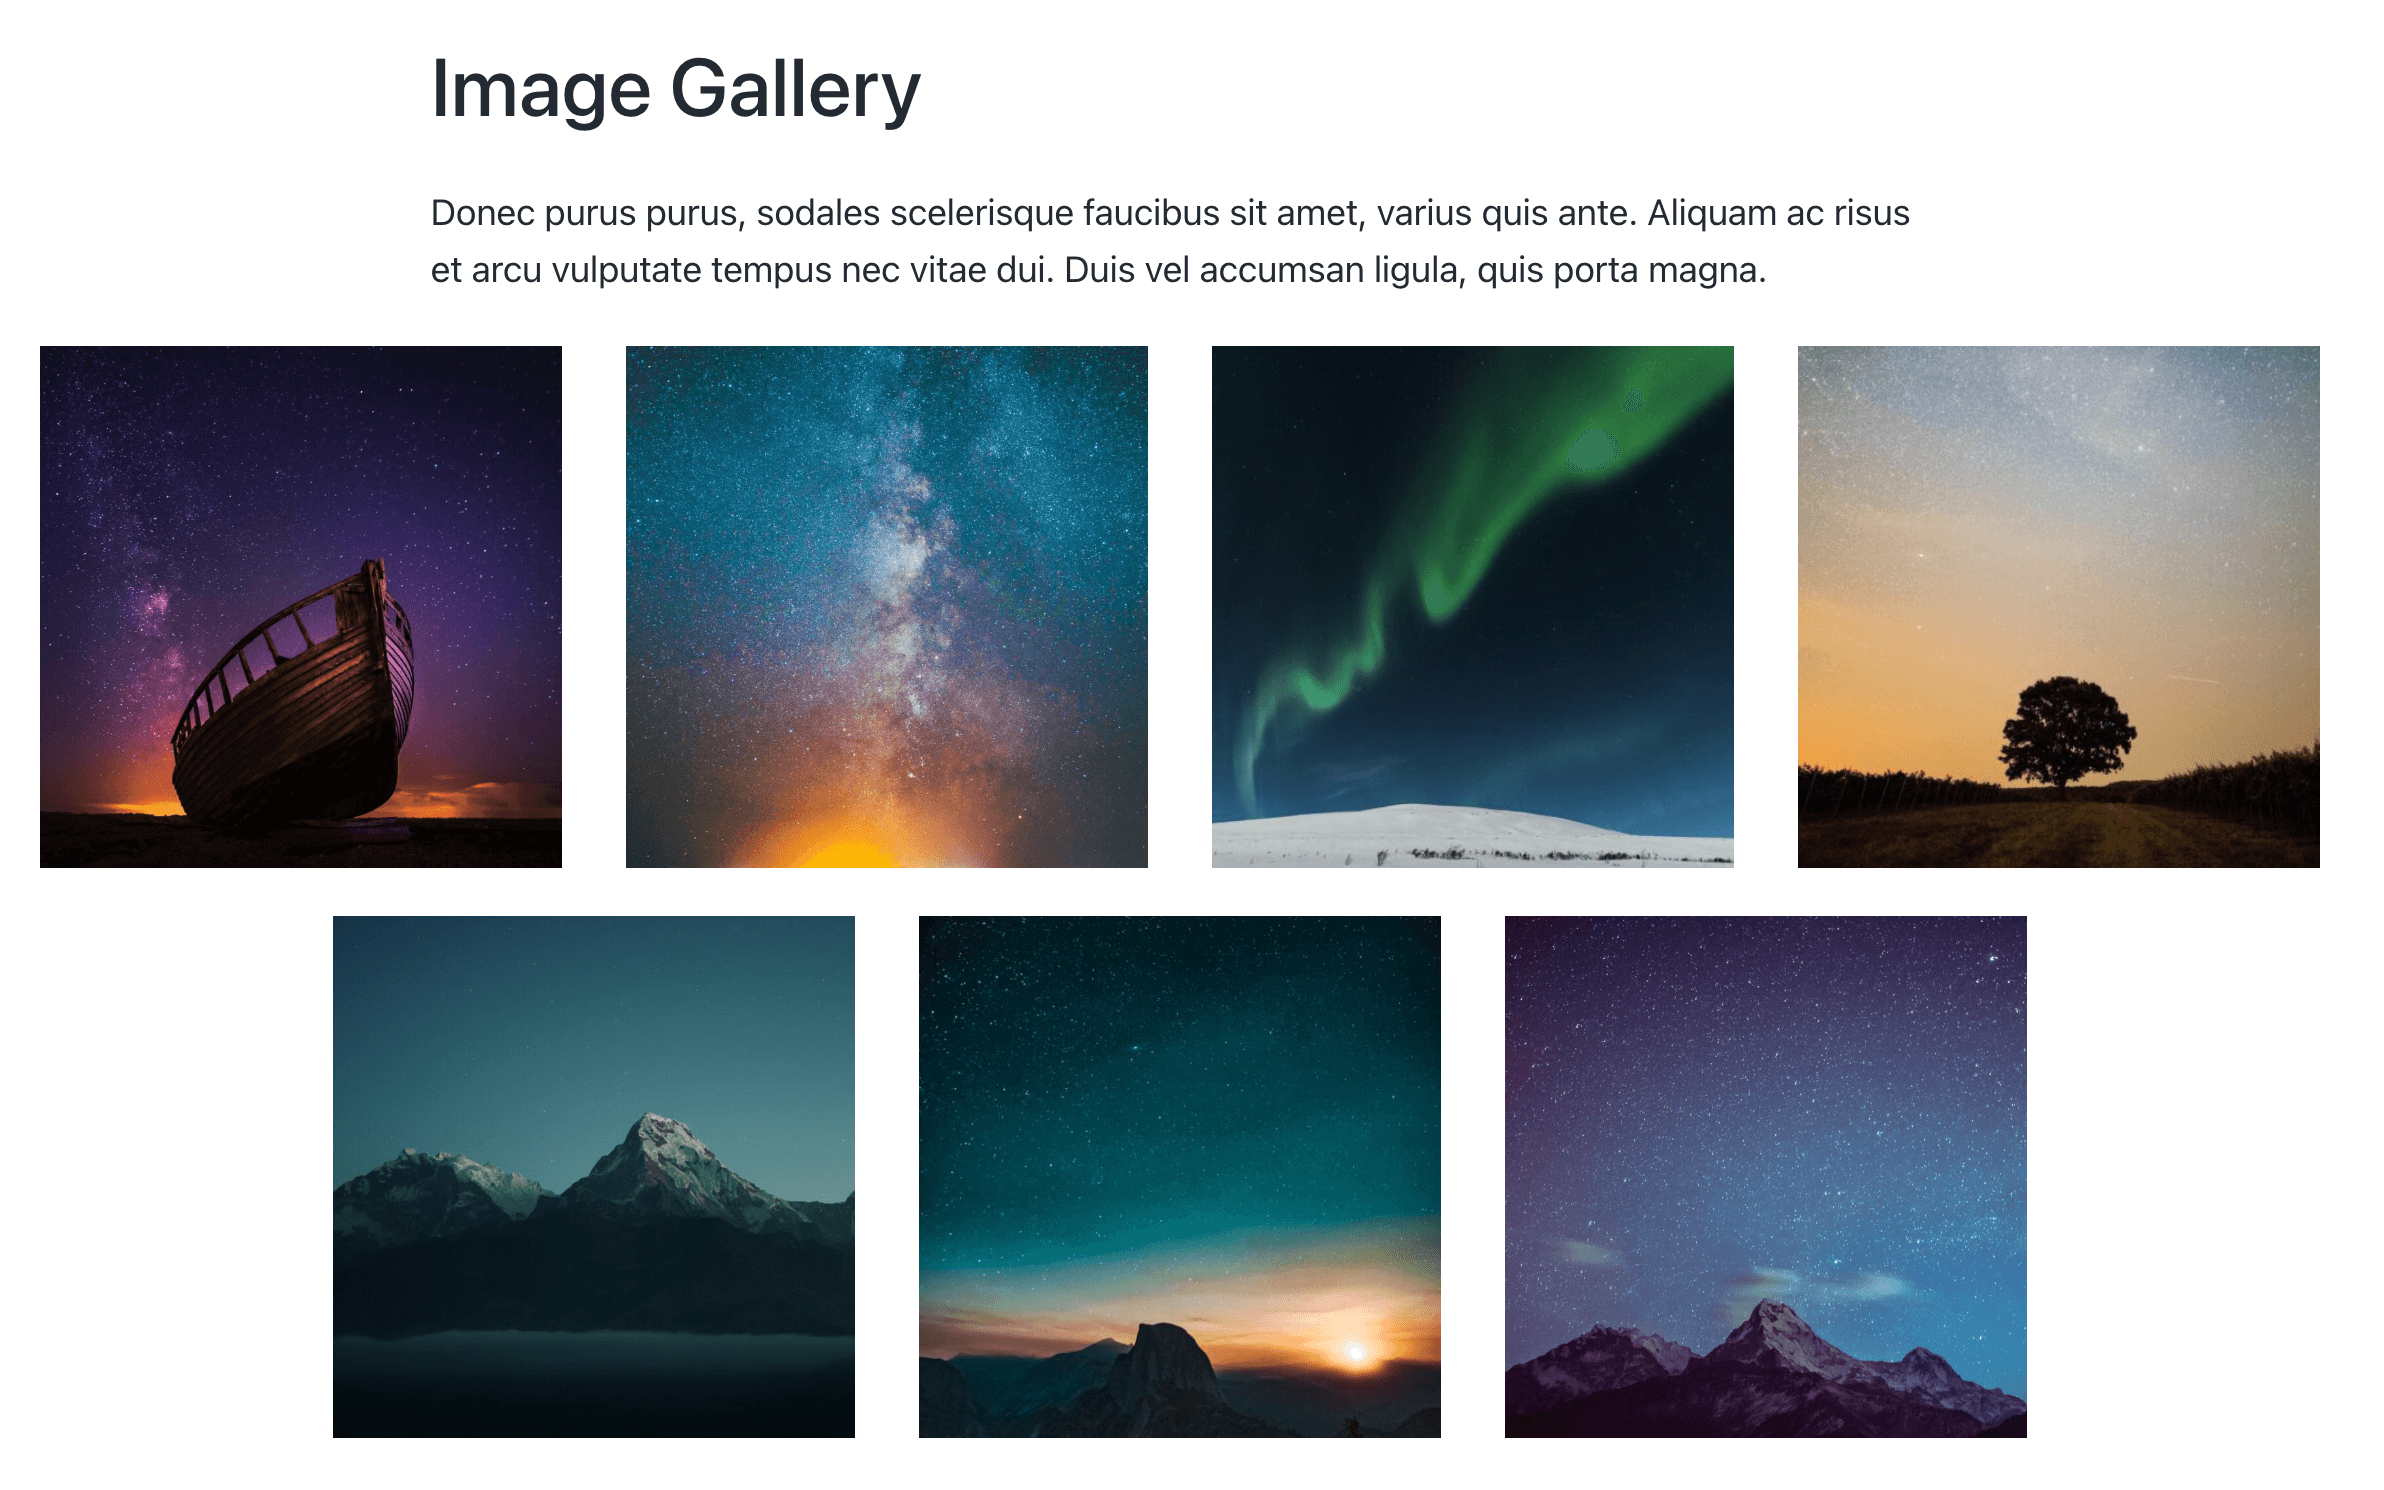 Image Gallery
Donec purus purus, sodales scelerisque faucibus sit amet, varius quis ante. Aliquam ac risus
et arcu vulputate tempus nec vitae dui. Duis vel accumsan ligula, quis porta magna.